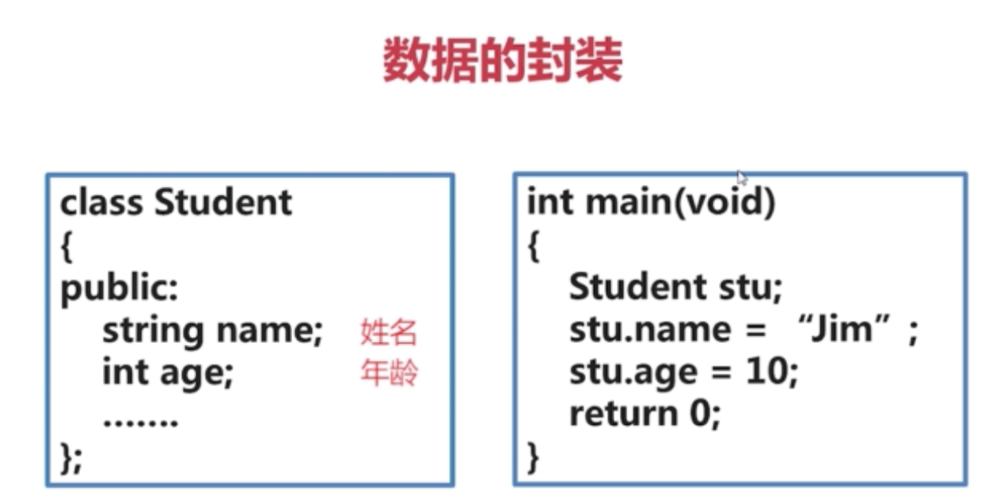 数据的封装
class Student
{
public:
string name; 姓名
int age; 年龄
.......
};
int main(void)
{
Student stu;
stu.name = “Jim” ;
stu.age = 10;
return 0;
}